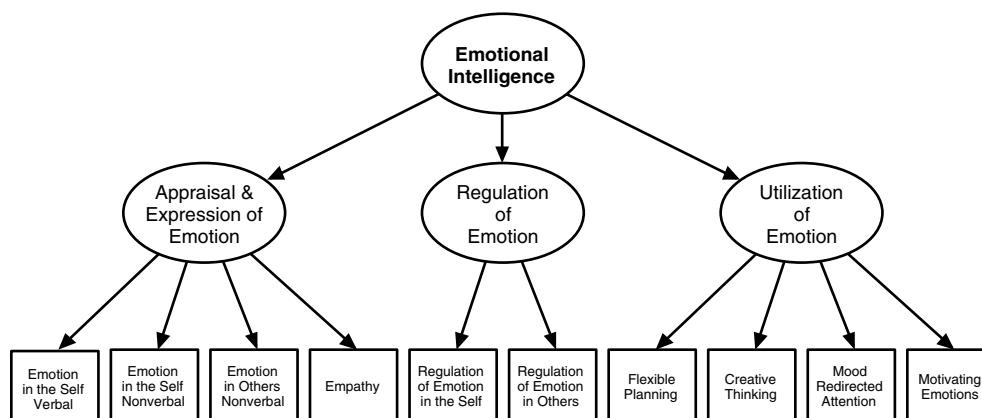 Emotional
Intelligence
Appraisal &
Expression of
Emotion
Regulation
of
Emotion
Utilization
of
Emotion
Emotion
in the Self
Verbal
Emotion
in the Self
Nonverbal
Emotion
in Others
Nonverbal
Empathy
Regulation
of Emotion
in the Self
Regulation
of Emotion
in Others
Flexible
Planning
Creative
Thinking
Mood
Redirected
Attention
Motivating
Emotions